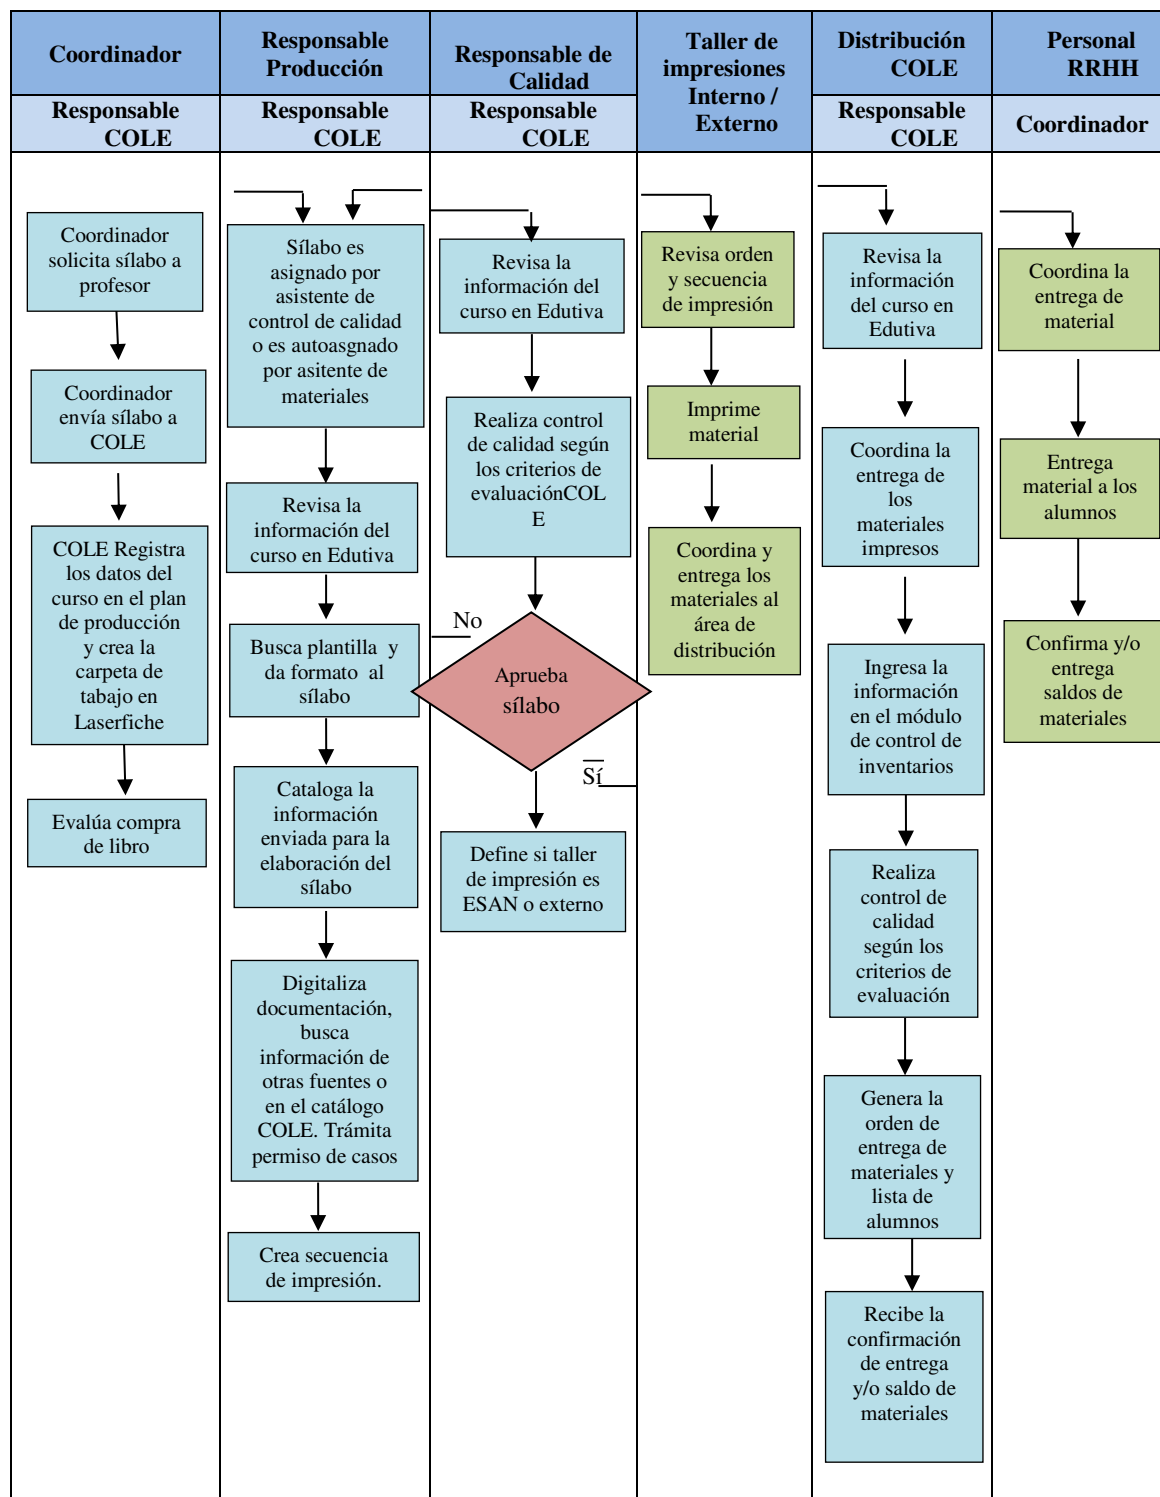 Coordinador
Responsable
COLE
Coordinador
solicita sílabo a
profesor
Coordinador
envía sílabo a
COLE
COLE Registra
los datos del
curso en el plan
de producción
y crea la
carpeta de
tabajo en
Laserfiche
Evalúa compra
de libro
Responsable
Producción
Responsable
COLE
Sílabo es
asignado por
asistente de
control de calidad
o es autoasgnado
por asitente de
materiales
Revisa la
información del
curso en Edutiva
Busca plantilla y
da formato al
sílabo
Cataloga la
información
enviada para la
elaboración del
sílabo
Digitaliza
documentación,
busca
información de
otras fuentes o
en el catálogo
COLE. Trámita
permiso de casos
Crea secuencia
de impresión.
Responsable de
Calidad
Responsable
COLE
Revisa la
información del
curso en Edutiva
Realiza control
de calidad según
los criterios de
evaluaciónCOL
E
No
Aprueba
sílabo
Sí
Define si taller
de impresión es
ESAN o externo
Taller de
impresiones
Interno /
Externo
Revisa orden
y secuencia
de impresión
Imprime
material
Coordina y
entrega los
materiales al
área de
distribución
Distribución
COLE
Responsable
COLE
Revisa la
información
del curso en
Edutiva
Coordina la
entrega de
los
materiales
impresos
Ingresa la
información
en el módulo
de control de
inventarios
Realiza
control de
calidad
según los
criterios de
evaluación
Genera la
orden de
entrega de
materiales y
lista de
alumnos
Recibe la
confirmación
de entrega
y/o saldo de
materiales
Personal
RRHH
Coordinador
Coordina la
entrega de
material
Entrega
material a los
alumnos
Confirma y/o
entrega
saldos de
materiales